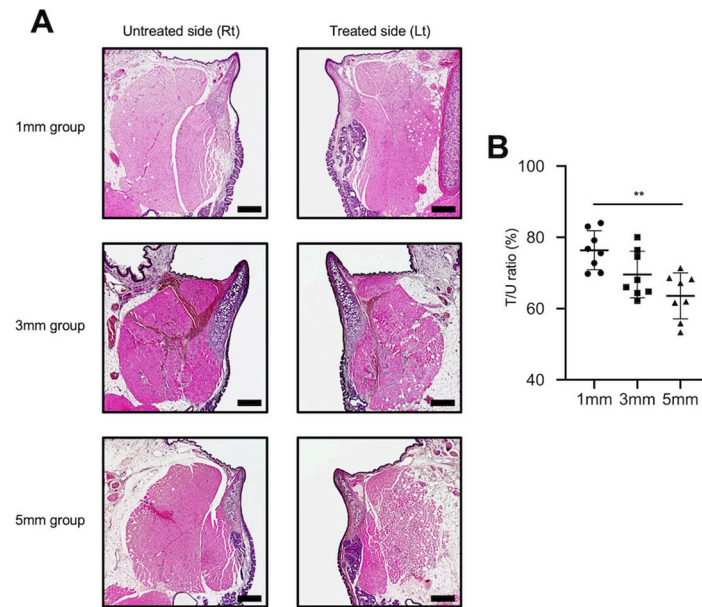 A
Untreated side (Rt)
Treated side (Lt)
1mm group
3mm group
5mm group
B
T/U ratio (%)
100
80
60
40
**
1mm 3mm 5mm